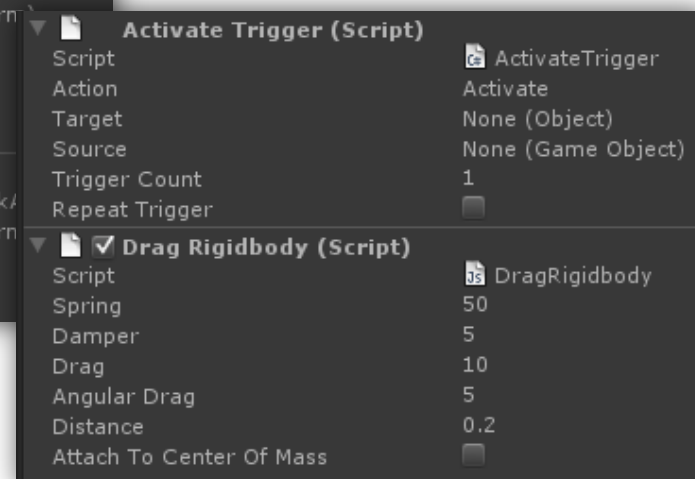 Activate Trigger (Script)
Script ActivateTrigger
Action Activate
Target None (Object)
Source None (Game Object)
Trigger Count 1
Repeat Trigger
Drag Rigidbody (Script)
Script DragRigidbody
Spring 50
Damper 5
Drag 10
Angular Drag 5
Distance 0.2
Attach To Center Of Mass